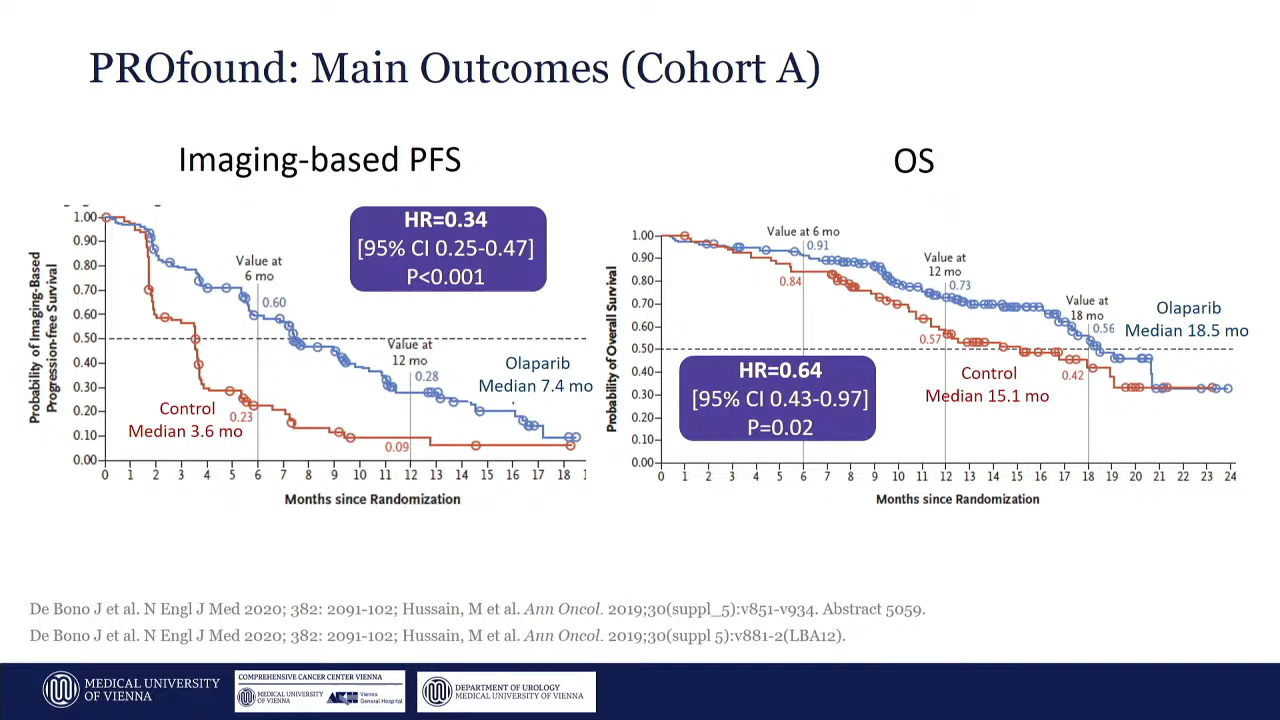 PROfound: Main Outcomes (Cohort A)
Imaging-based PFS
1.00
0.90
0.80
0.70
0.60
0.50
0.40
0.30
0.20
0.10
0.00
Probability of Imaging-Based
Progression-free Survival
HR=0.34
[95% CI 0.25-0.47]
P<0.001
Value at
6 mo
0.60
Value at
12 mo
0.28
Olaparib
Median 7.4 mo
Control
Median 3.6 mo
0.23
0.09
0 1 2 3 4 5 6 7 8 9 10 11 12 13 14 15 16 17 18
Months since Randomization
OS
1.00
0.90
0.80
0.70
0.60
0.50
0.40
0.30
0.20
0.10
0.00
Probability of Overall Survival
Value at 6 mo
0.91
0.84
Value at
12 mo
0.73
0.57
Value at
18 mo
0.56
0.42
Olaparib
Median 18.5 mo
Control
Median 15.1 mo
HR=0.64
[95% CI 0.43-0.97]
P=0.02
0 1 2 3 4 5 6 7 8 9 10 11 12 13 14 15 16 17 18 19 20 21 22 23 24
Months since Randomization
De Bono J et al. N Engl J Med 2020; 382: 2091-102; Hussain, M et al. Ann Oncol. 2019;30(suppl_5):v851-v934. Abstract 5059.
De Bono J et al. N Engl J Med 2020; 382: 2091-102; Hussain, M et al. Ann Oncol. 2019;30(suppl 5):v881-2(LBA12).
MEDICAL UNIVERSITY
OF VIENNA
COMPREHENSIVE CANCER CENTER VIENNA
MEDICAL UNIVERSITY
OF VIENNA
AKH
Vienna
General Hospital
DEPARTMENT OF UROLOGY
MEDICAL UNIVERSITY OF VIENNA